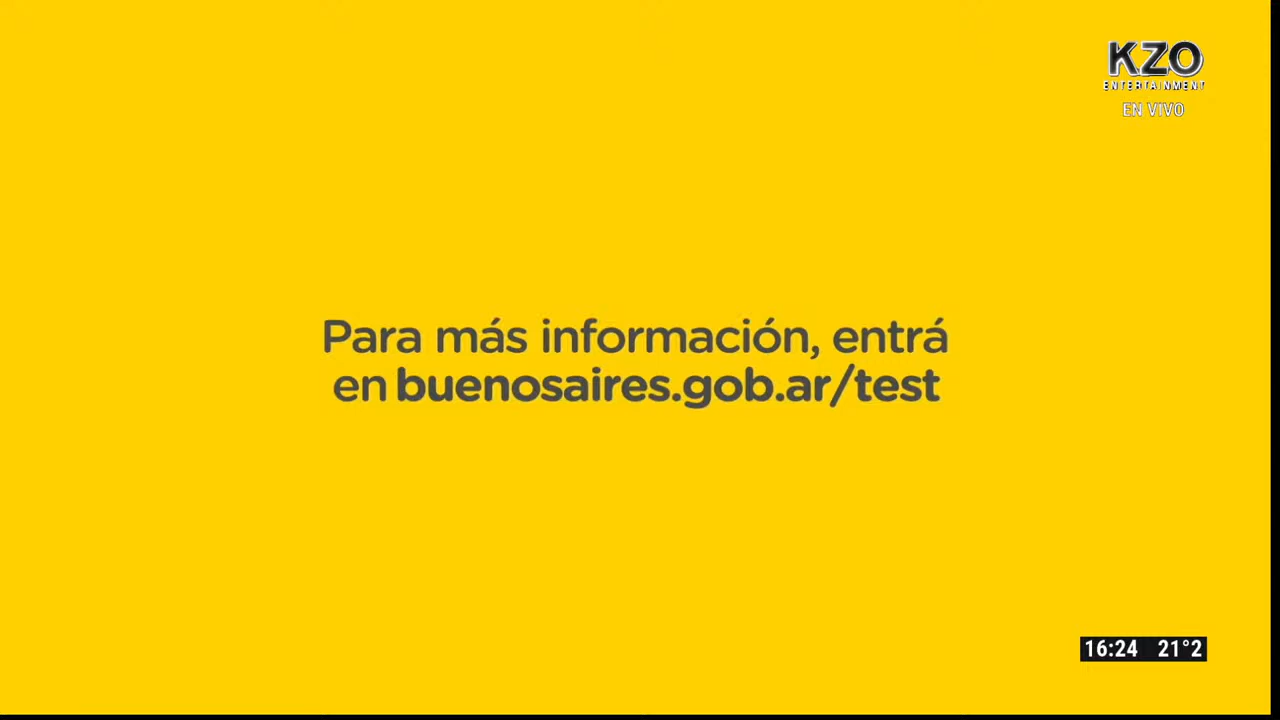 KZO
ENTERTAINMENT
EN VIVO
Para más información, entrá
en buenosaires.gob.ar/test
16:24 21°2